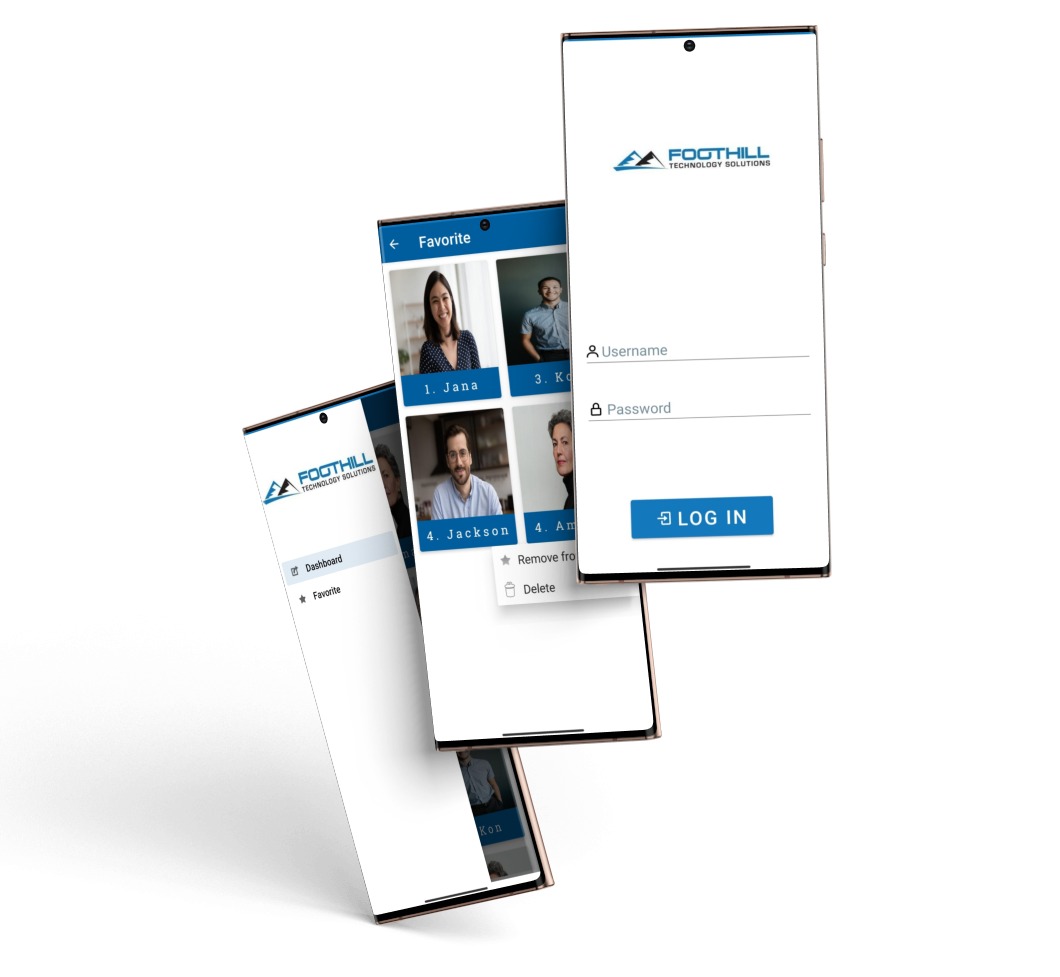 FOOTHILL
TECHNOLOGY SOLUTIONS
Username
Password
LOG IN
Favorite
1. Jana
3. Ko
4. Jackson
4. Am
Remove fro
Delete
FOOTHILL
TECHNOLOGY SOLUTIONS
Dashboard
Favorite
Kon